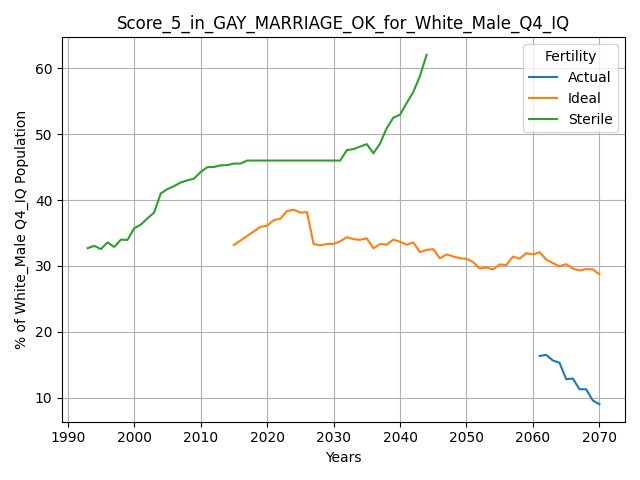 Score_5_in_GAY_MARRIAGE_OK_for_White_Male_Q4_IQ
% of White_Male Q4_IQ Population
60
50
40
30
20
10
Fertility
Actual
Ideal
Sterile
1990
2000
2010
2020
2030
2040
2050
2060
2070
Years